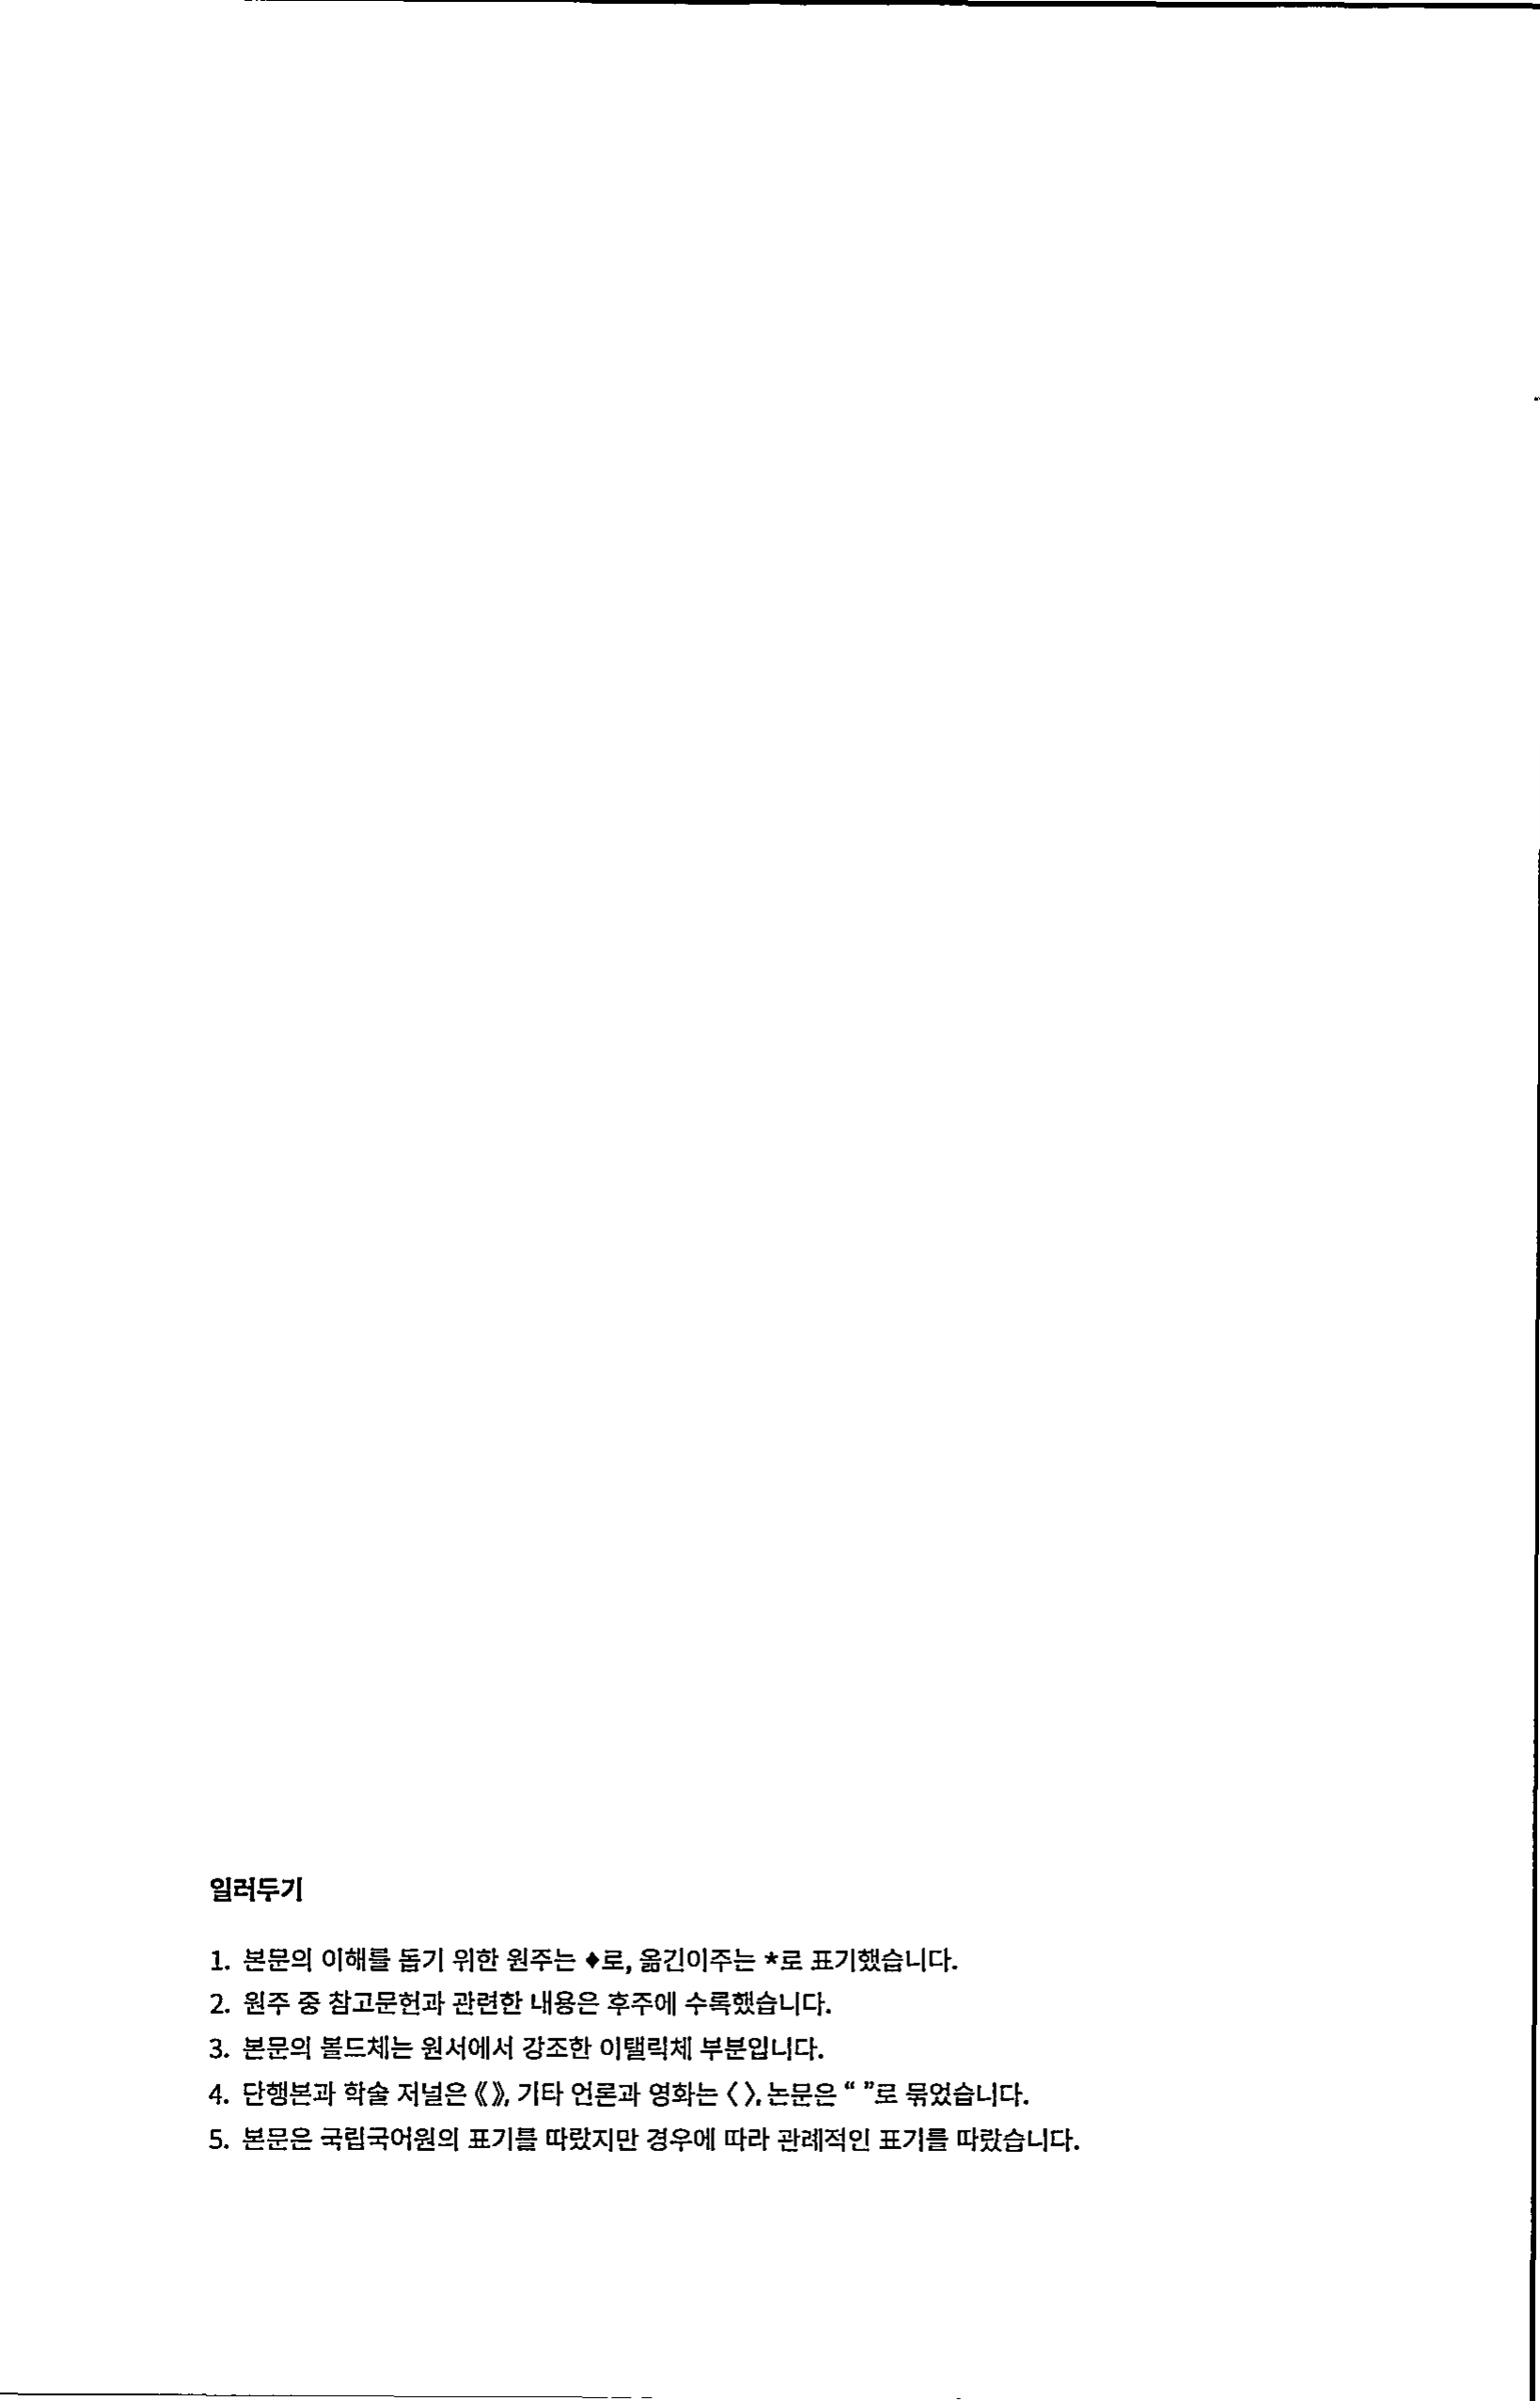 일러두기
1. 본문의 이해를 돕기 위한 원주는 ♦로, 옮긴이주는 *로 표기했습니다.
2. 원주 중 참고문헌과 관련한 내용은 후주에 수록했습니다.
3. 본문의 볼드체는 원서에서 강조한 이탤릭체 부분입니다.
4. 단행본과 학술 저널은 《 》, 기타 언론과 영화는 〈 〉, 논문은 “ ”로 묶었습니다.
5. 본문은 국립국어원의 표기를 따랐지만 경우에 따라 관례적인 표기를 따랐습니다.